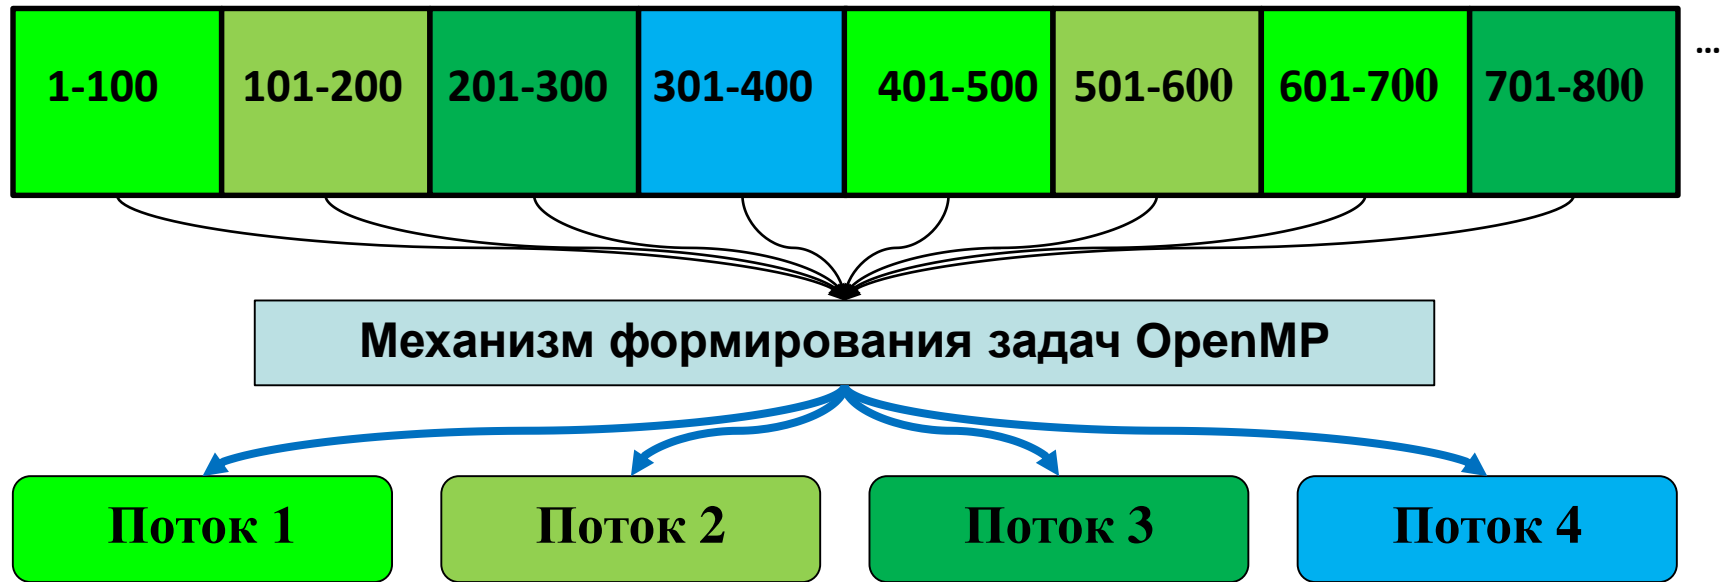 1-100 101-200 201-300 301-400 401-500 501-600 601-700 701-800 ...
Механизм формирования задач OpenMP
Поток 1 Поток 2 Поток 3 Поток 4